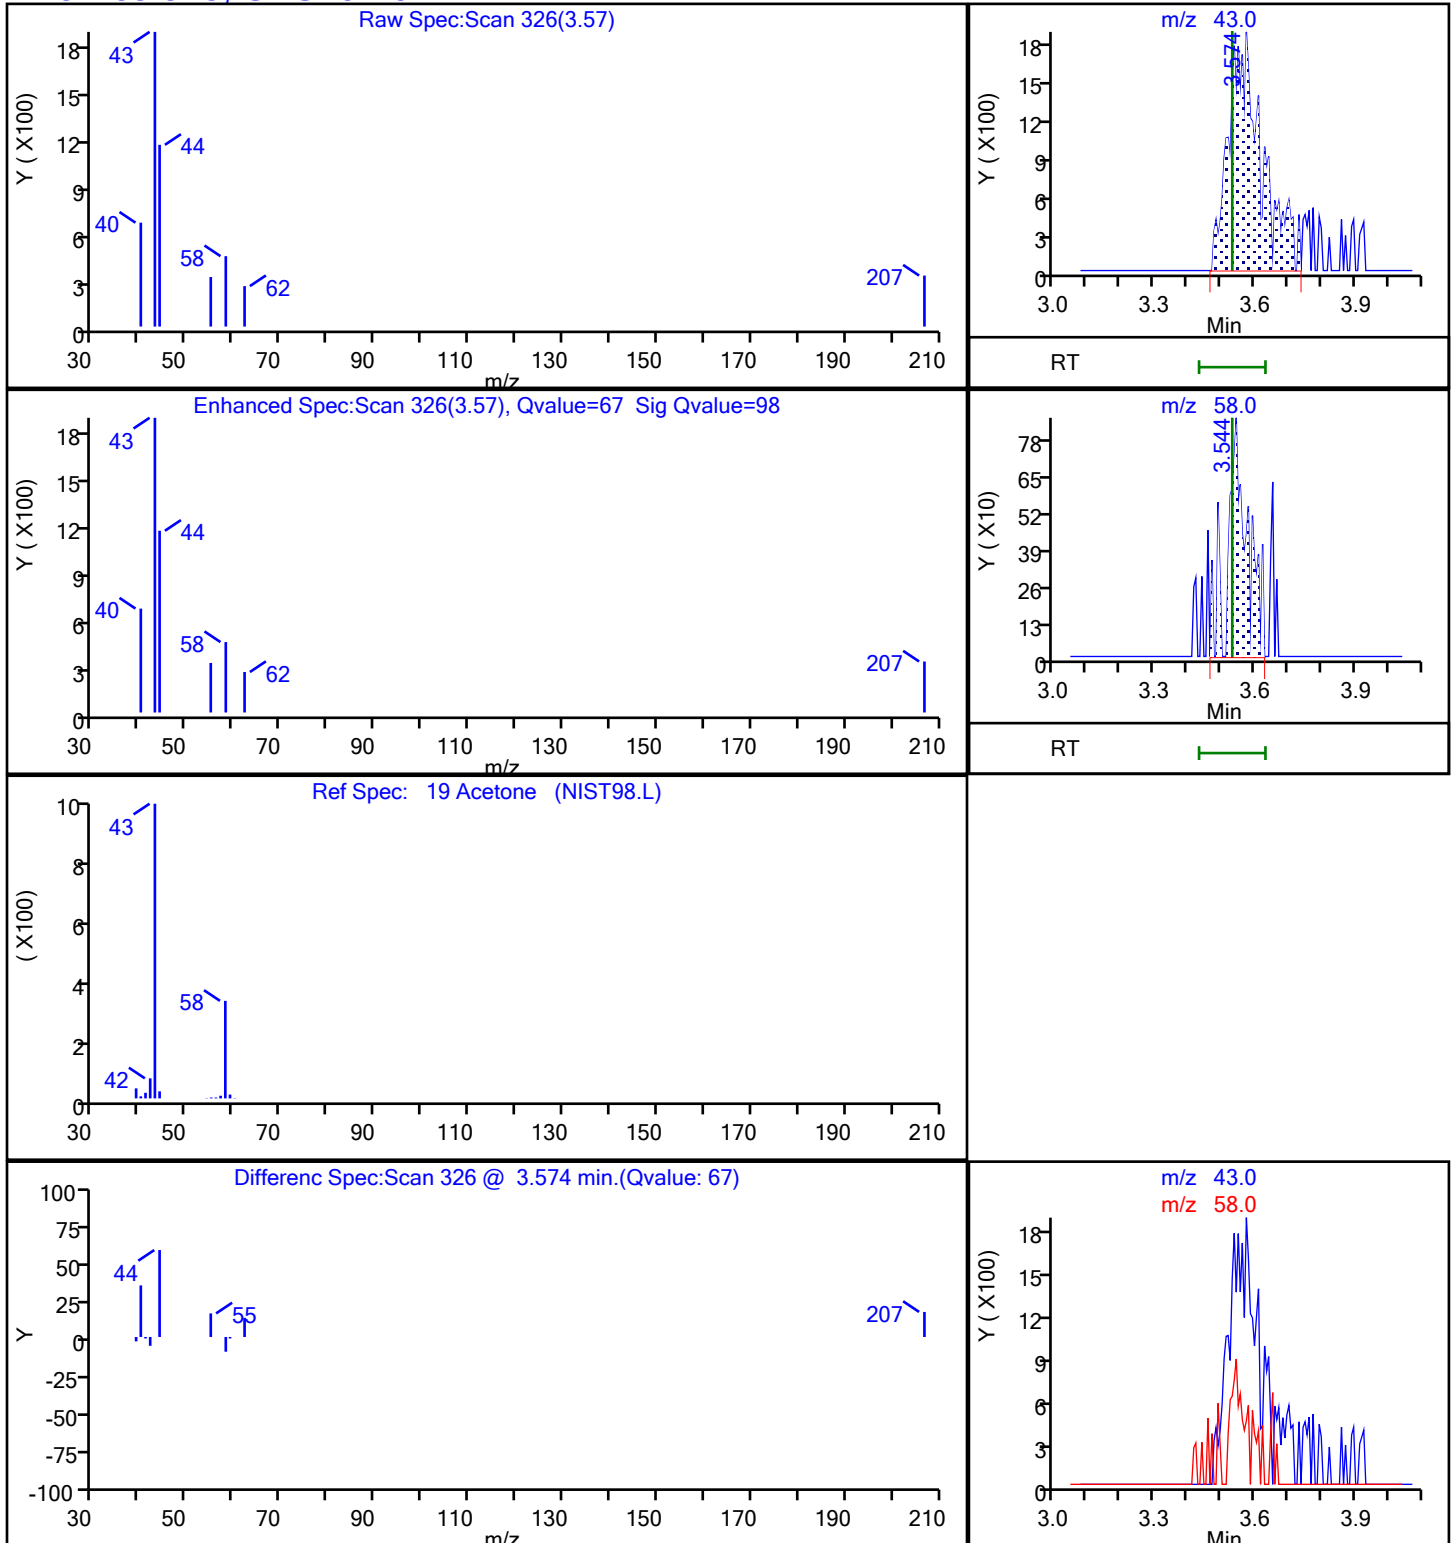 Raw Spec:Scan 326(3.57)
Y ( X100)
18
15
12
9
6
3
0
43
44
40
58
62
207
30 50 70 90 110 130 150 170 190 210
m/z
m/z 43.0
Y ( X100)
18
15
12
9
6
3
0
3.574
3.0 3.3 3.6 3.9
Min
RT
Enhanced Spec:Scan 326(3.57), Qvalue=67 Sig Qvalue=98
Y ( X100)
18
15
12
9
6
3
0
43
44
40
58
62
207
30 50 70 90 110 130 150 170 190 210
m/z
m/z 58.0
Y ( X10)
78
65
52
39
26
13
0
3.544
3.0 3.3 3.6 3.9
Min
RT
Ref Spec: 19 Acetone (NIST98.L)
( X100)
10
8
6
4
2
0
43
58
42
30 50 70 90 110 130 150 170 190 210
Differenc Spec:Scan 326 @ 3.574 min.(Qvalue: 67)
Y
100
75
50
25
0
-25
-50
-75
-100
44
55
207
30 50 70 90 110 130 150 170 190 210
m/z
m/z 43.0
m/z 58.0
Y ( X100)
18
15
12
9
6
3
0
3.0 3.3 3.6 3.9
Min